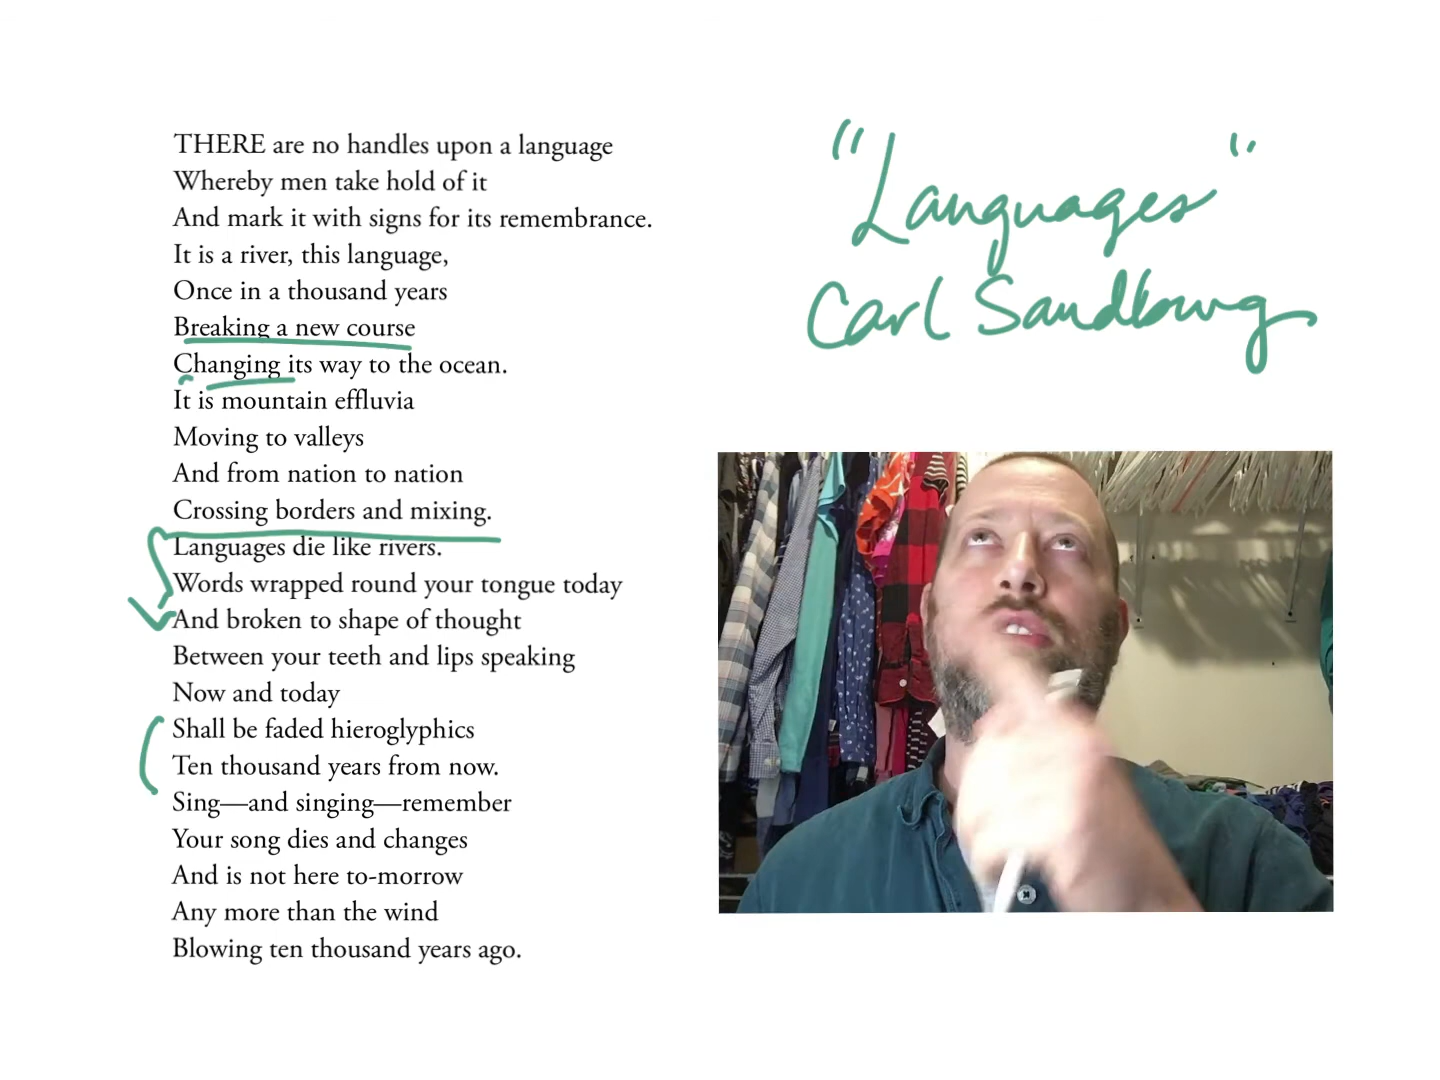 THERE are no handles upon a language
Whereby men take hold of it
And mark it with signs for its remembrance.
It is a river, this language,
Once in a thousand years
Breaking a new course
Changing its way to the ocean.
It is mountain effluvia
Moving to valleys
And from nation to nation
Crossing borders and mixing.
Languages die like rivers.
Words wrapped round your tongue today
And broken to shape of thought
Between your teeth and lips speaking
Now and today
Shall be faded hieroglyphics
Ten thousand years from now.
Sing—and singing—remember
Your song dies and changes
And is not here to-morrow
Any more than the wind
Blowing ten thousand years ago.
"Languages"
Carl Sandburg